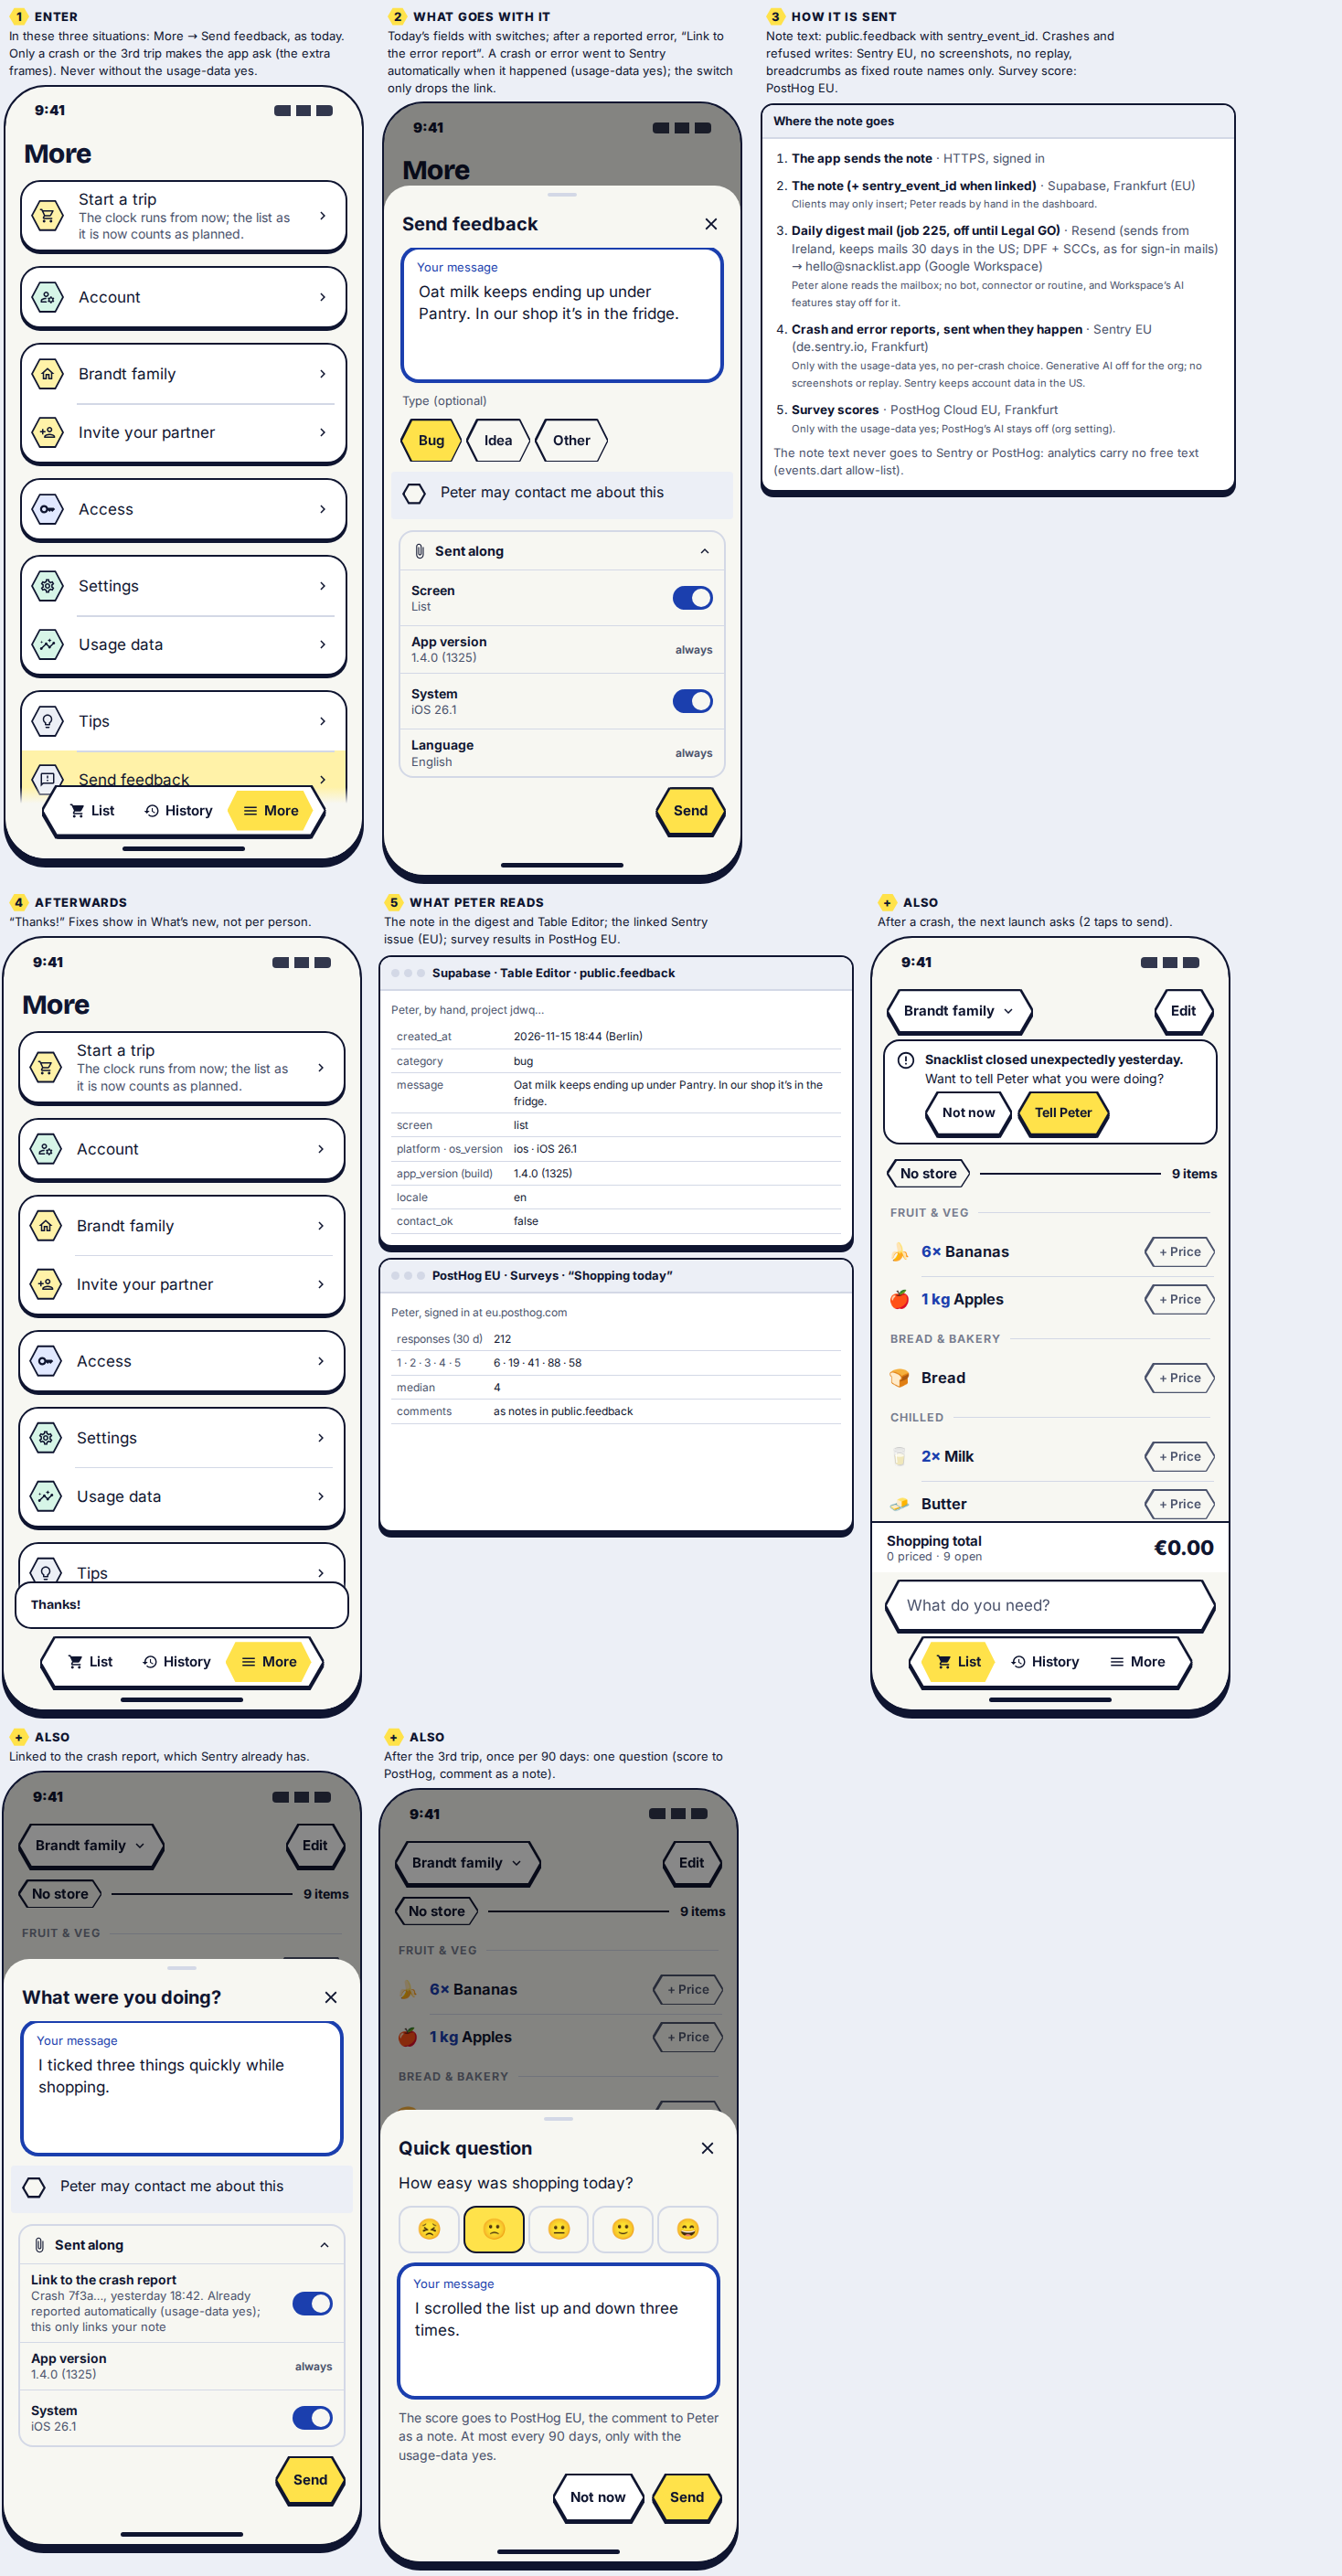 1 ENTER
In these three situations: More → Send feedback, as today.
Only a crash or the 3rd trip makes the app ask (the extra
frames). Never without the usage-data yes.
9:41
More
Start a trip
The clock runs from now; the list as
it is now counts as planned.
Account
Brandt family
Invite your partner
Access
Settings
Usage data
Tips
Send feedback
List History More
2 WHAT GOES WITH IT
Today's fields with switches; after a reported error, “Link to
the error report”. A crash or error went to Sentry
automatically when it happened (usage-data yes); the switch
only drops the link.
9:41
More
Send feedback
Your message
Oat milk keeps ending up under
Pantry. In our shop it’s in the fridge.
Type (optional)
Bug Idea Other
Peter may contact me about this
Sent along
Screen
List
App version
1.4.0 (1325)
always
System
iOS 26.1
Language
English
always
Send
3 HOW IT IS SENT
Note text: public.feedback with sentry_event_id. Crashes and
refused writes: Sentry EU, no screenshots, no replay,
breadcrumbs as fixed route names only. Survey score:
PostHog EU.
Where the note goes
1. The app sends the note · HTTPS, signed in
2. The note (+ sentry_event_id when linked) · Supabase, Frankfurt (EU)
Clients may only insert; Peter reads by hand in the dashboard.
3. Daily digest mail (job 225, off until Legal GO) · Resend (sends from
Ireland, keeps mails 30 days in the US; DPF + SCCs, as for sign-in mails)
→ hello@snacklist.app (Google Workspace)
Peter alone reads the mailbox; no bot, connector or routine, and Workspace’s AI
features stay off for it.
4. Crash and error reports, sent when they happen · Sentry EU
(de.sentry.io, Frankfurt)
Only with the usage-data yes, no per-crash choice. Generative AI off for the org; no
screenshots or replay. Sentry keeps account data in the US.
5. Survey scores · PostHog Cloud EU, Frankfurt
Only with the usage-data yes; PostHog’s AI stays off (org setting).
The note text never goes to Sentry or PostHog: analytics carry no free text
(events.dart allow-list).
4 AFTERWARDS
“Thanks!” Fixes show in What’s new, not per person.
9:41
More
Start a trip
The clock runs from now; the list as
it is now counts as planned.
Account
Brandt family
Invite your partner
Access
Settings
Usage data
Tips
Thanks!
List History More
5 WHAT PETER READS
The note in the digest and Table Editor; the linked Sentry
issue (EU); survey results in PostHog EU.
Supabase · Table Editor · public.feedback
Peter, by hand, project jdwq…
created_at 2026-11-15 18:44 (Berlin)
category bug
message Oat milk keeps ending up under Pantry. In our shop it’s in the
fridge.
screen list
platform · os_version ios · iOS 26.1
app_version (build) 1.4.0 (1325)
locale en
contact_ok false
PostHog EU · Surveys · “Shopping today”
Peter, signed in at eu.posthog.com
responses (30 d) 212
1 · 2 · 3 · 4 · 5 6 · 19 · 41 · 88 · 58
median 4
comments as notes in public.feedback
+ ALSO
After a crash, the next launch asks (2 taps to send).
9:41
Brandt family Edit
Snacklist closed unexpectedly yesterday.
Want to tell Peter what you were doing?
Not now Tell Peter
No store 9 items
FRUIT & VEG
6× Bananas + Price
1 kg Apples + Price
BREAD & BAKERY
Bread + Price
CHILLED
2× Milk + Price
Butter + Price
Shopping total
0 priced · 9 open
€0.00
What do you need?
List History More
+ ALSO
Linked to the crash report, which Sentry already has.
9:41
Brandt family Edit
No store 9 items
FRUIT & VEG
What were you doing?
Your message
I ticked three things quickly while
shopping.
Peter may contact me about this
Sent along
Link to the crash report
Crash 7f3a…, yesterday 18:42. Already
reported automatically (usage-data yes);
this only links your note
App version
1.4.0 (1325)
always
System
iOS 26.1
Send
+ ALSO
After the 3rd trip, once per 90 days: one question (score to
PostHog, comment as a note).
9:41
Brandt family Edit
No store 9 items
FRUIT & VEG
6× Bananas + Price
1 kg Apples + Price
BREAD & BAKERY
Quick question
How easy was shopping today?
Your message
I scrolled the list up and down three
times.
The score goes to PostHog EU, the comment to Peter
as a note. At most every 90 days, only with the
usage-data yes.
Not now Send